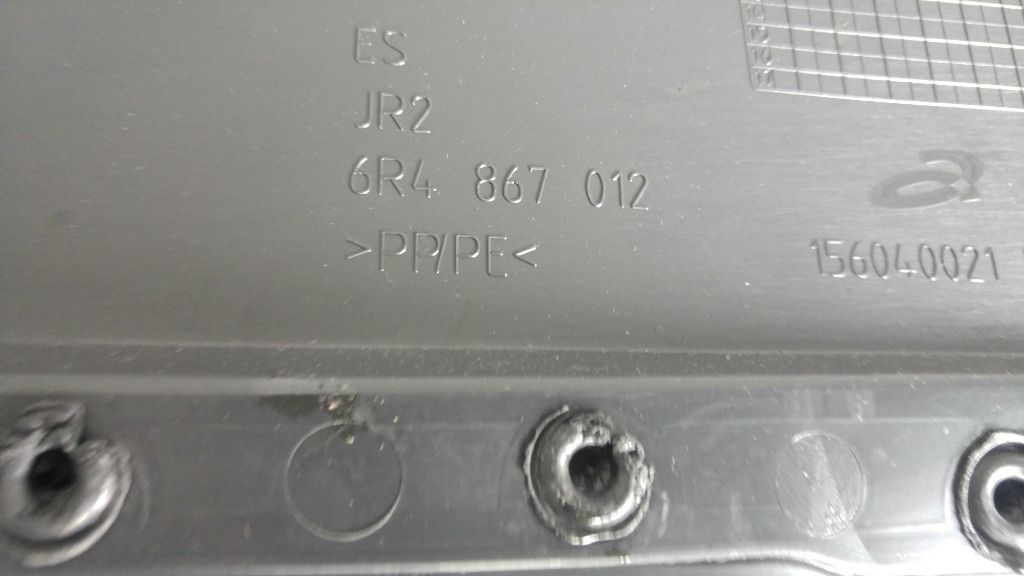 ES
JR2
6R4 867 012
>PP/PE<
156040021